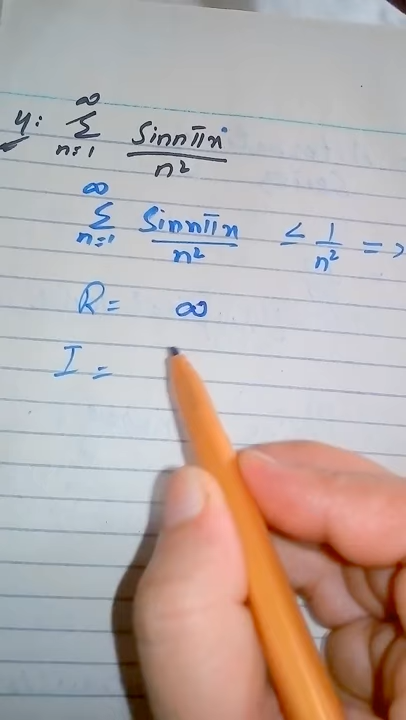 4: ∞ Σ n=1 sin nπx / n²
∞ Σ n=1 sin nπx / n² ≤ 1 / n² =>
R = ∞
I =